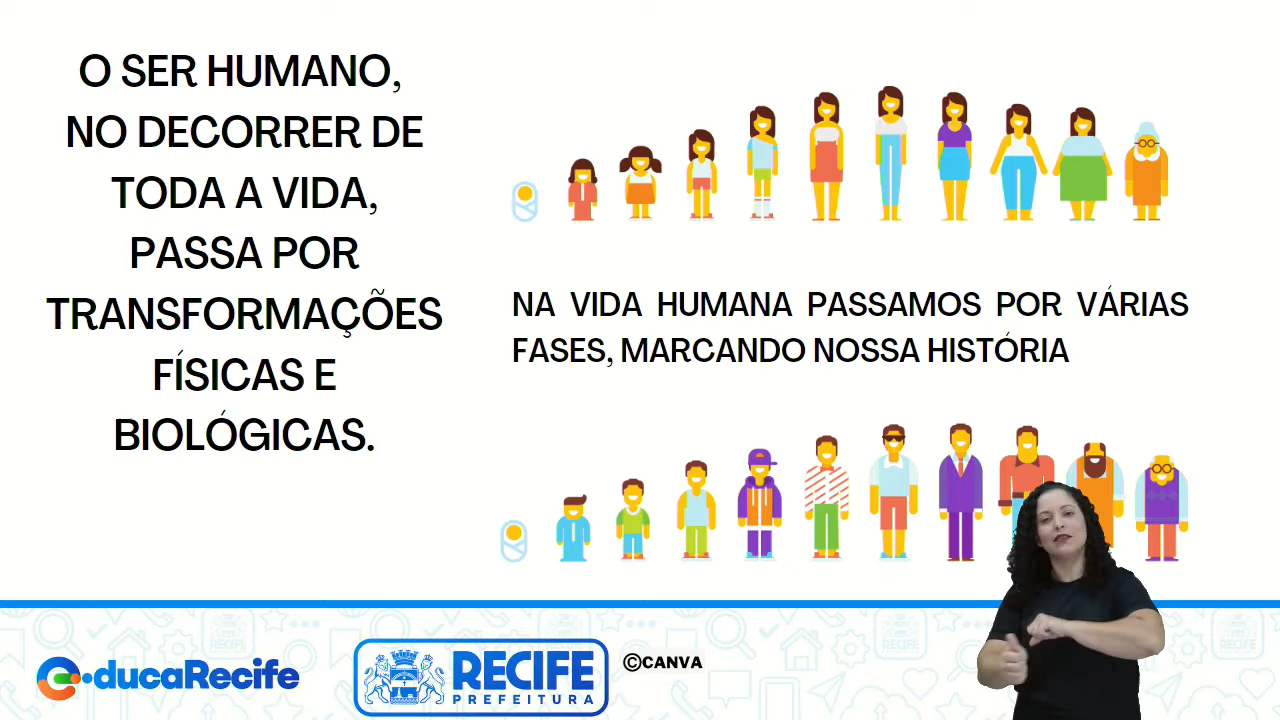 O SER HUMANO,
NO DECORRER DE
TODA A VIDA,
PASSA POR
TRANSFORMAÇÕES
FÍSICAS E
BIOLÓGICAS.
NA VIDA HUMANA PASSAMOS POR VÁRIAS
FASES, MARCANDO NOSSA HISTÓRIA
educaRecife
RECIFE
PREFEITURA
©CANVA